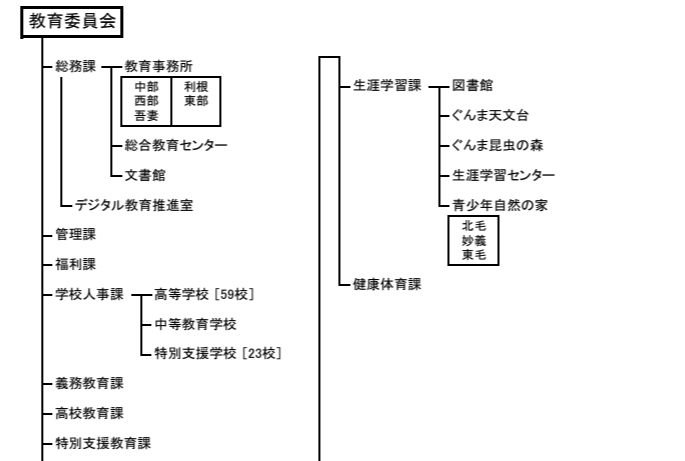 教育委員会
総務課
教育事務所
中部 利根
西部 東部
吾妻
総合教育センター
文書館
デジタル教育推進室
管理課
福利課
学校人事課
高等学校 [59校]
中等教育学校
特別支援学校 [23校]
義務教育課
高校教育課
特別支援教育課
生涯学習課
図書館
ぐんま天文台
ぐんま昆虫の森
生涯学習センター
青少年自然の家
北毛
妙義
東毛
健康体育課